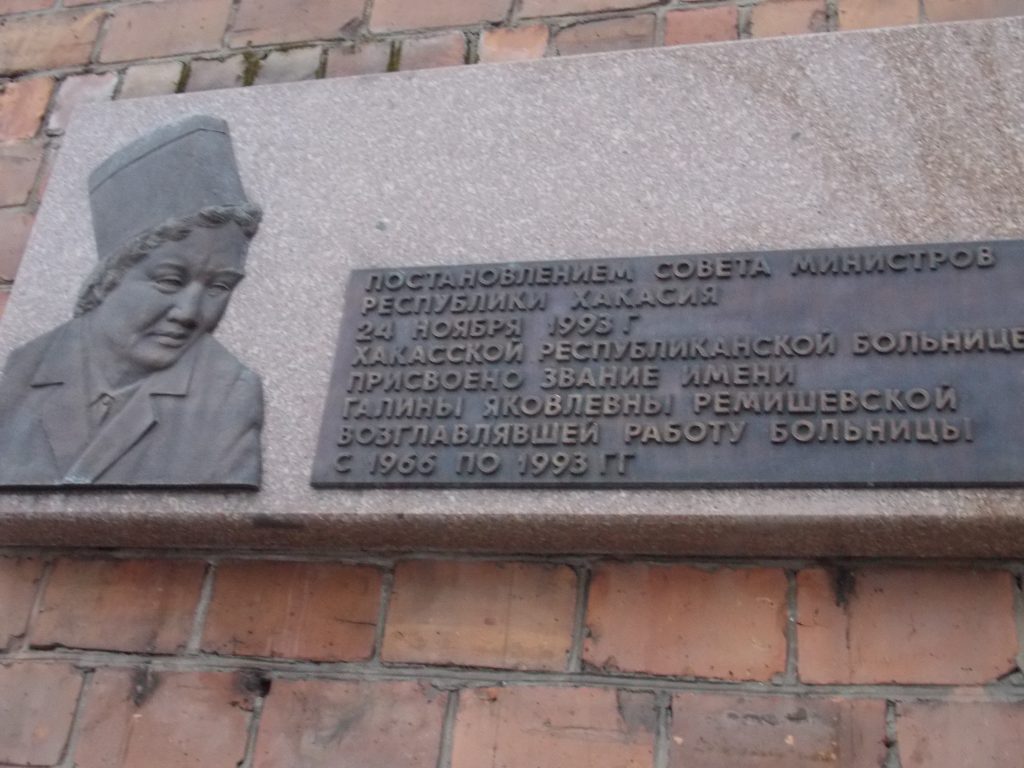 ПОСТАНОВЛЕНИЕМ СОВЕТА МИНИСТРОВ
РЕСПУБЛИКИ ХАКАСИЯ
24 НОЯБРЯ 1993 Г
ХАКАССКОЙ РЕСПУБЛИКАНСКОЙ БОЛЬНИЦЕ
ПРИСВОЕНО ЗВАНИЕ ИМЕНИ
ГАЛИНЫ ЯКОВЛЕВНЫ РЕМИШЕВСКОЙ
ВОЗГЛАВЛЯВШЕЙ РАБОТУ БОЛЬНИЦЫ
С 1966 ПО 1993 ГГ